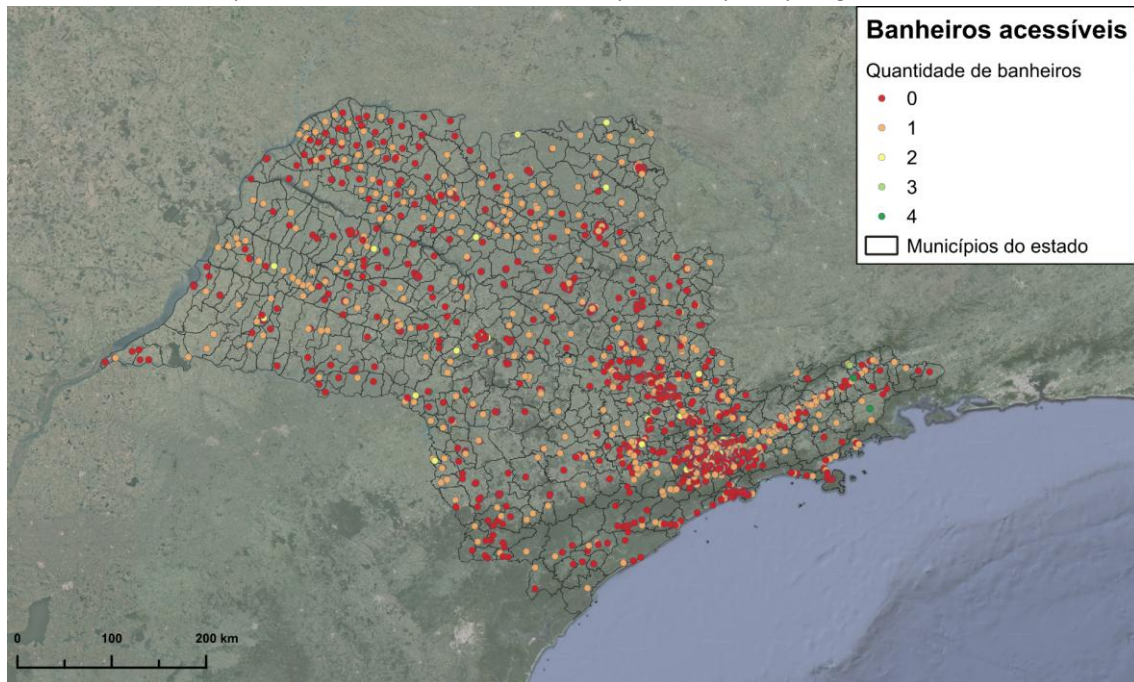 Banheiros acessíveis
Quantidade de banheiros
0
1
2
3
4
Municípios do estado
0 100 200 km